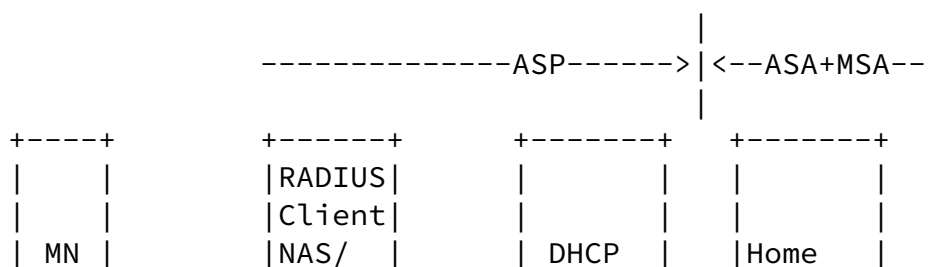 |
              --------------ASP------>|<--ASA+MSA--
                                       |
+----+        +------+      +-------+   +-------+
|    |        |RADIUS|      |       |   |       |
|    |        |Client|      |       |   |       |
| MN |        |NAS/  |      | DHCP  |   |Home   |